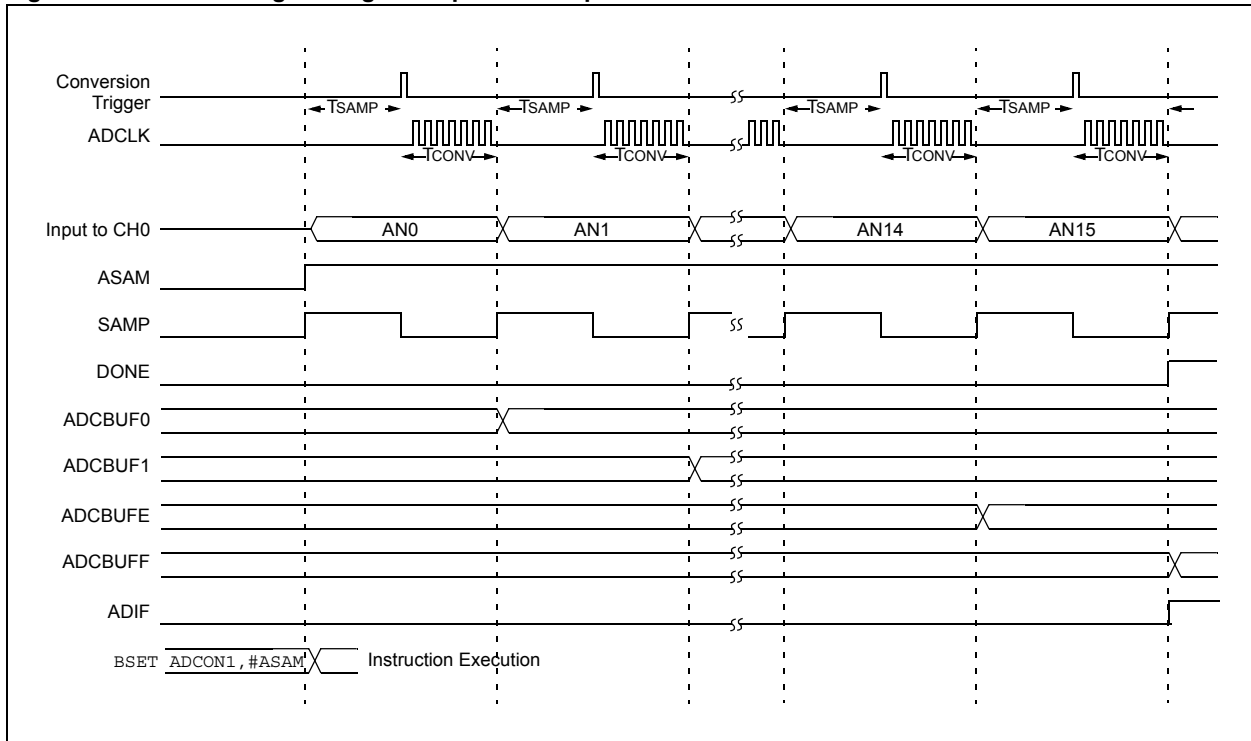 Conversion
Trigger
TSAMP TSAMP TSAMP TSAMP
ADCLK
TCONV TCONV TCONV TCONV
Input to CH0 AN0 AN1 AN14 AN15
ASAM
SAMP
DONE
ADCBUF0
ADCBUF1
ADCBUFE
ADCBUFF
ADIF
BSET ADCON1,#ASAM Instruction Execution